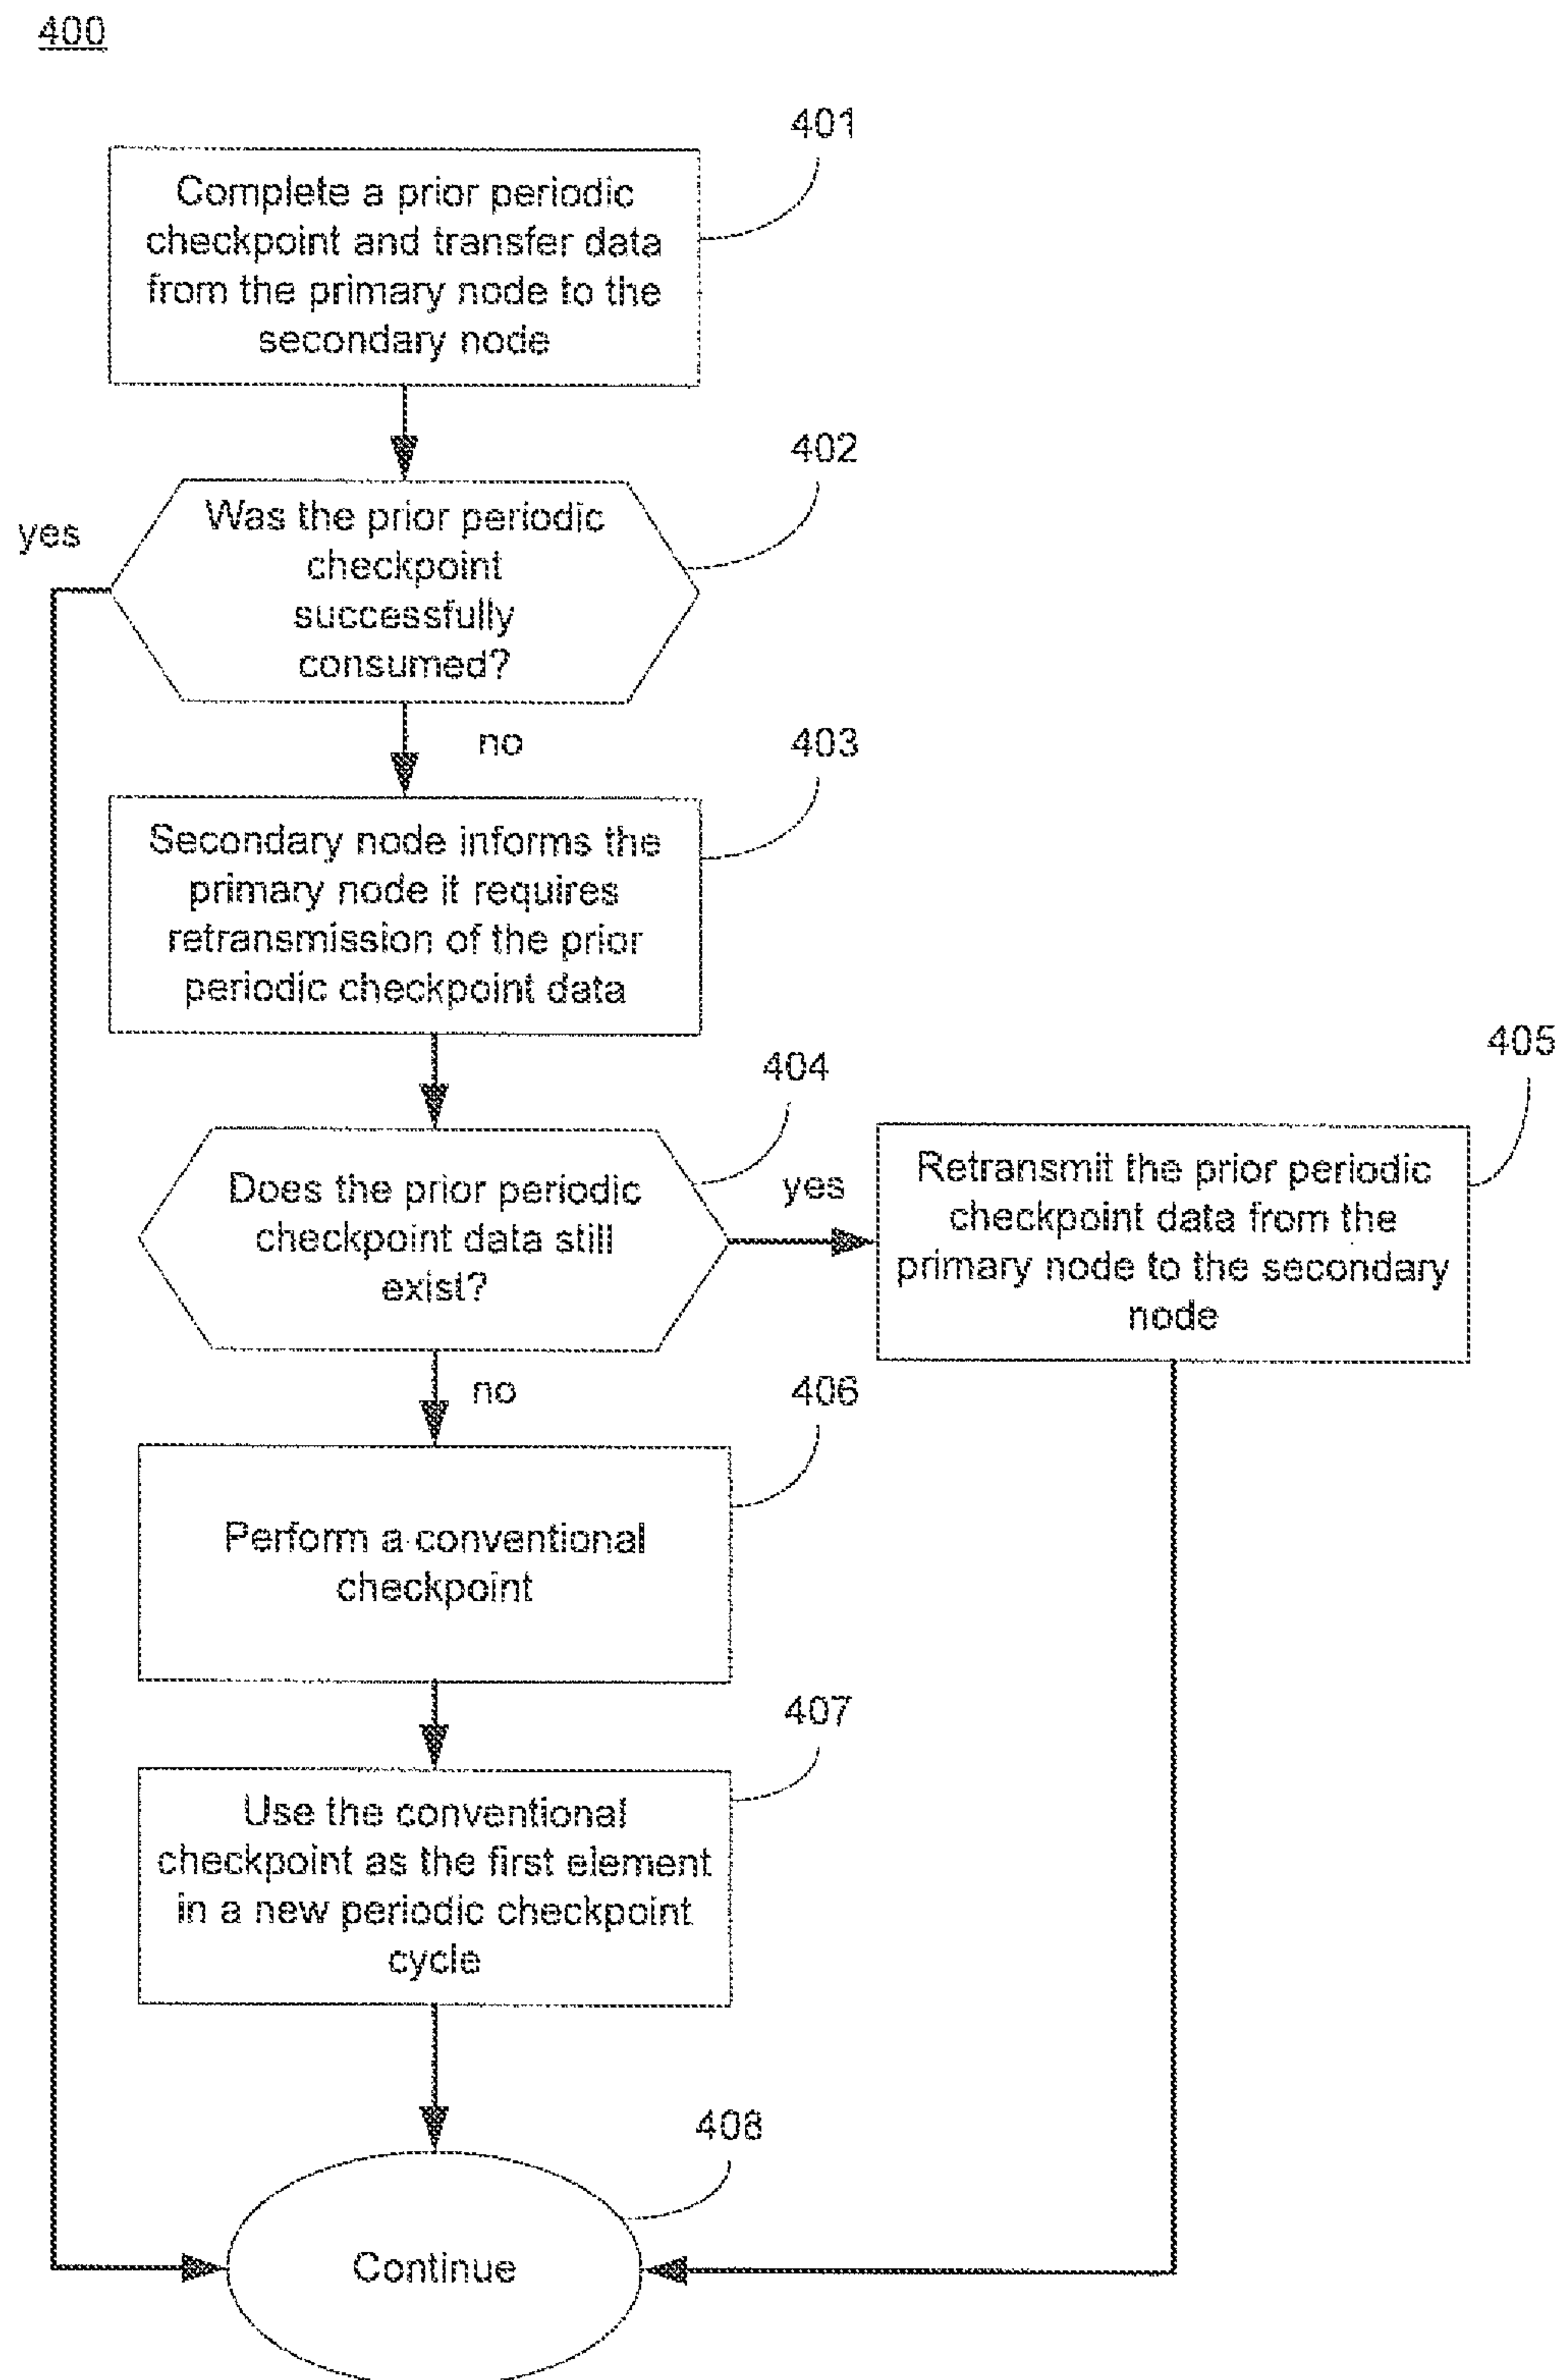 400
401
Complete a prior periodic
checkpoint and transfer data
from the primary node to the
secondary node
402
yes
Was the prior periodic
checkpoint
successfully
consumed?
no
403
Secondary node informs the
primary node it requires
retransmission of the prior
periodic checkpoint data
404
405
Does the prior periodic
checkpoint data still
exist?
yes
Retransmit the prior periodic
checkpoint data from the
primary node to the secondary
node
no
406
Perform a conventional
checkpoint
407
Use the conventional
checkpoint as the first element
in a new periodic checkpoint
cycle
408
Continue